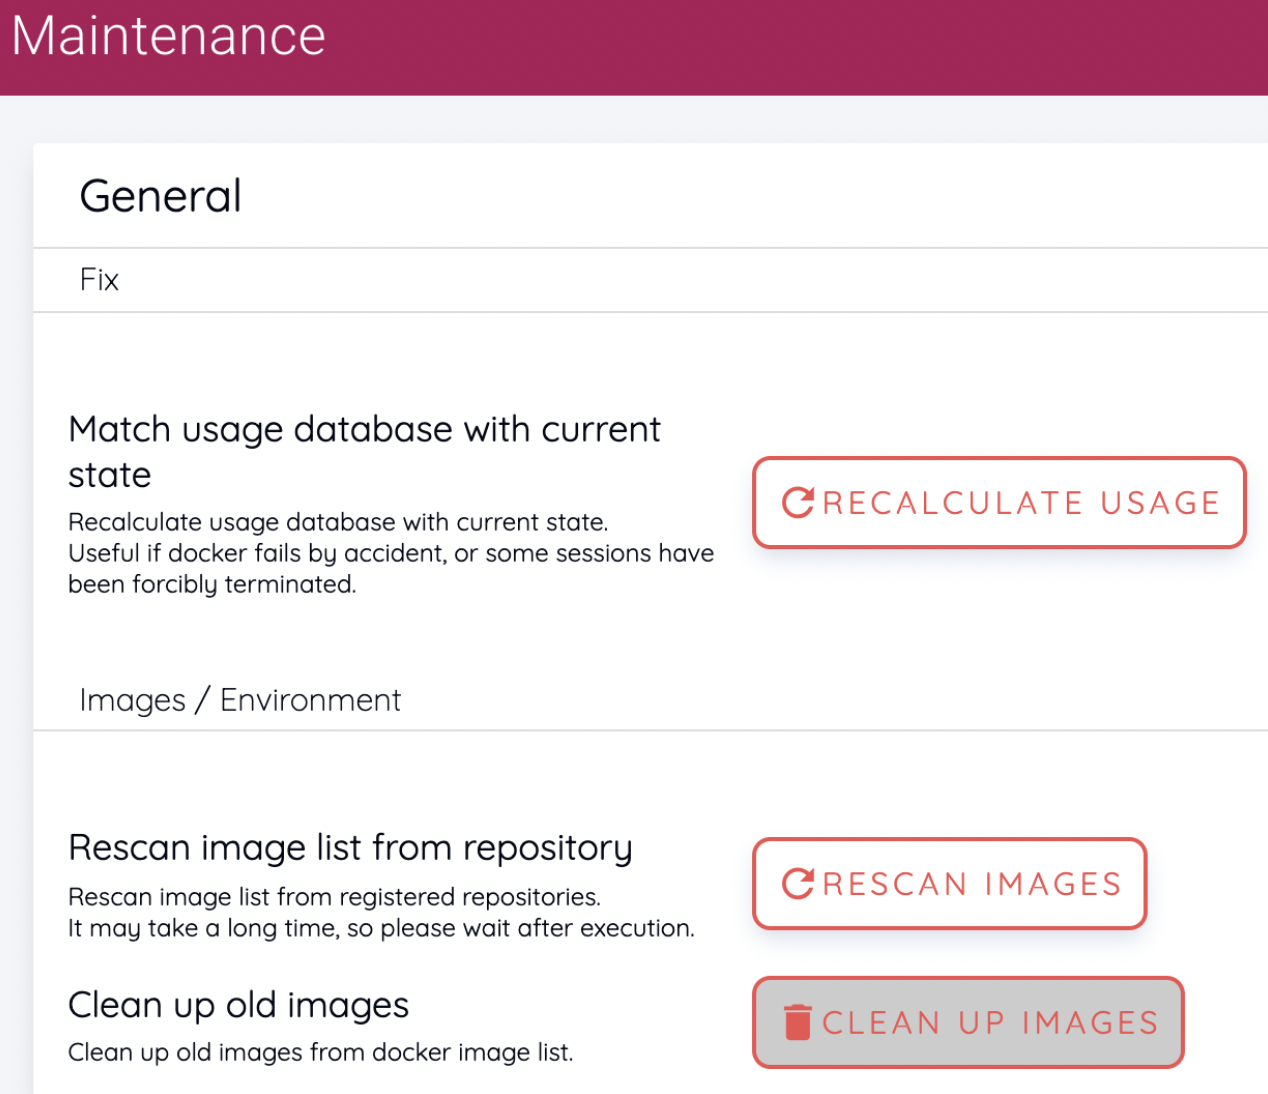 Maintenance
General
Fix
Match usage database with current
state
Recalculate usage database with current state.
Useful if docker fails by accident, or some sessions have
been forcibly terminated.
RECALCULATE USAGE
Images / Environment
Rescan image list from repository
Rescan image list from registered repositories.
It may take a long time, so please wait after execution.
RESCAN IMAGES
Clean up old images
Clean up old images from docker image list.
CLEAN UP IMAGES